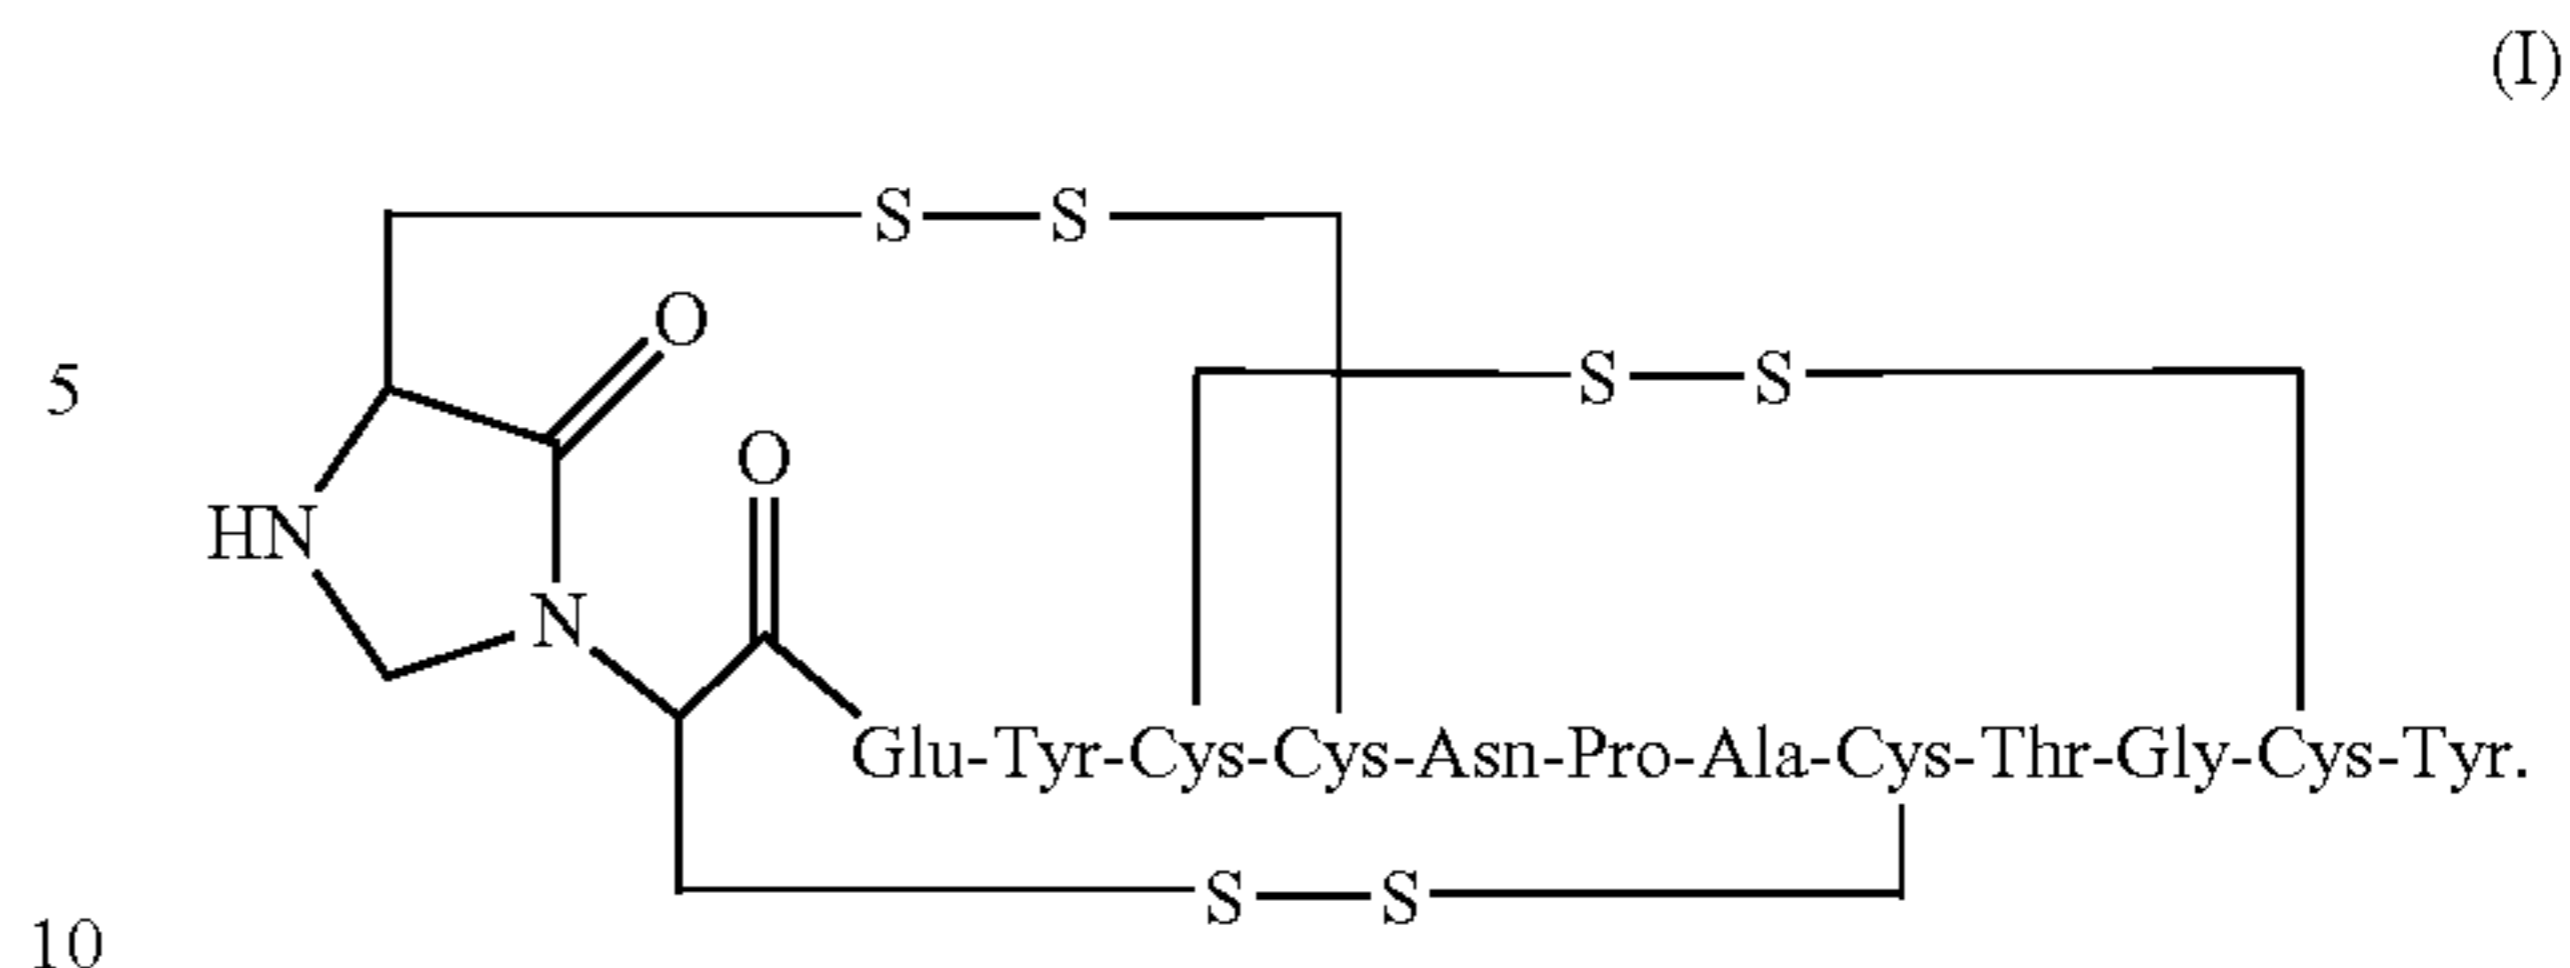 (I)
S S
O
5 S S
O
HN
N
Glu-Tyr-Cys-Cys-Asn-Pro-Ala-Cys-Thr-Gly-Cys-Tyr.
S S
10